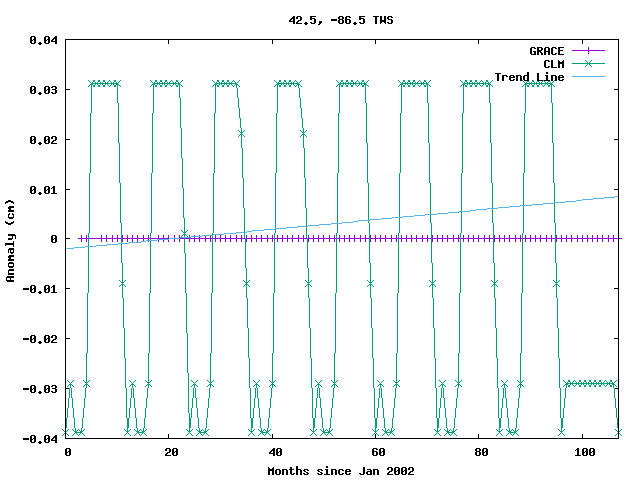 42.5, -86.5 TWS
GRACE
CLM
Trend Line
0.04
0.03
0.02
0.01
0
-0.01
-0.02
-0.03
-0.04
Anomaly (cm)
0 20 40 60 80 100
Months since Jan 2002